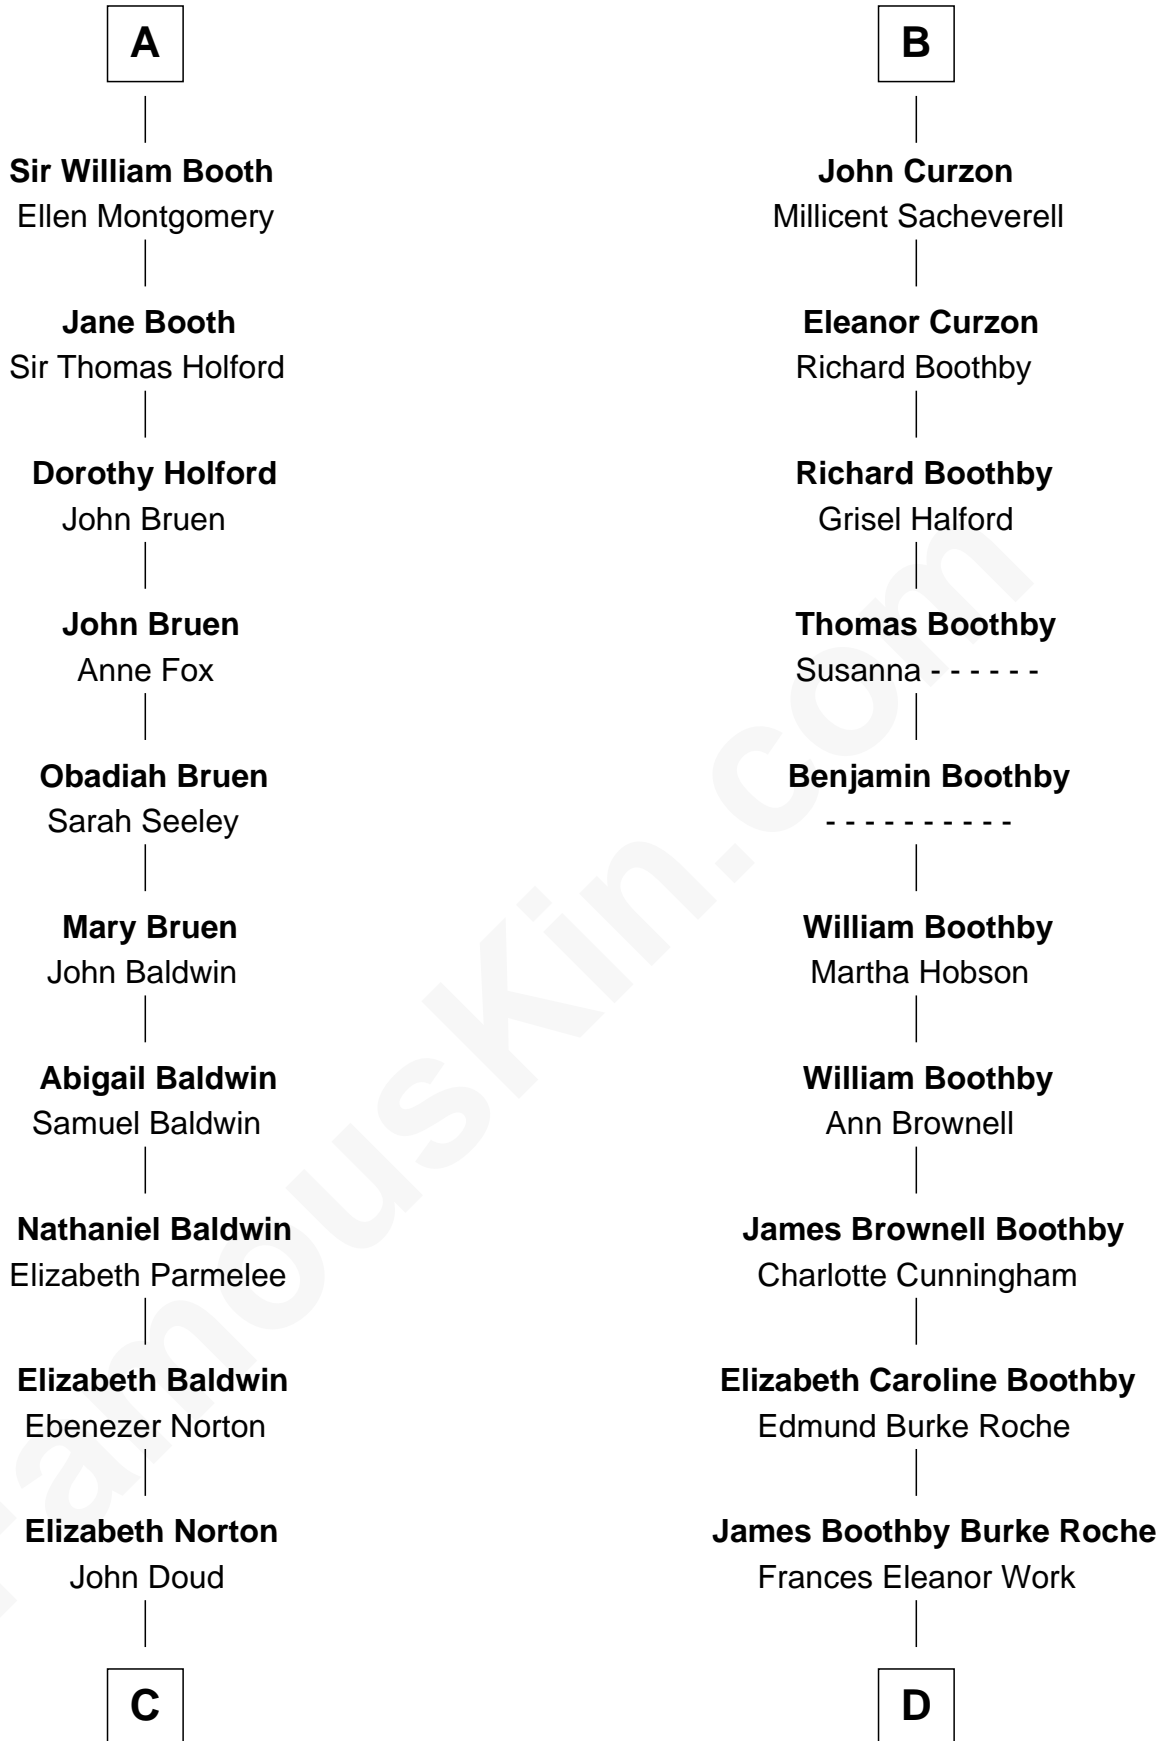 A
Sir William Booth
Ellen Montgomery
Jane Booth
Sir Thomas Holford
Dorothy Holford
John Bruen
John Bruen
Anne Fox
Obadiah Bruen
Sarah Seeley
Mary Bruen
John Baldwin
Abigail Baldwin
Samuel Baldwin
Nathaniel Baldwin
Elizabeth Parmelee
Elizabeth Baldwin
Ebenezer Norton
Elizabeth Norton
John Doud
C
B
John Curzon
Millicent Sacheverell
Eleanor Curzon
Richard Boothby
Richard Boothby
Grisel Halford
Thomas Boothby
Susanna - - - - - -
Benjamin Boothby
- - - - - - - - - -
William Boothby
Martha Hobson
William Boothby
Ann Brownell
James Brownell Boothby
Charlotte Cunningham
Elizabeth Caroline Boothby
Edmund Burke Roche
James Boothby Burke Roche
Frances Eleanor Work
D
FamousKin.com